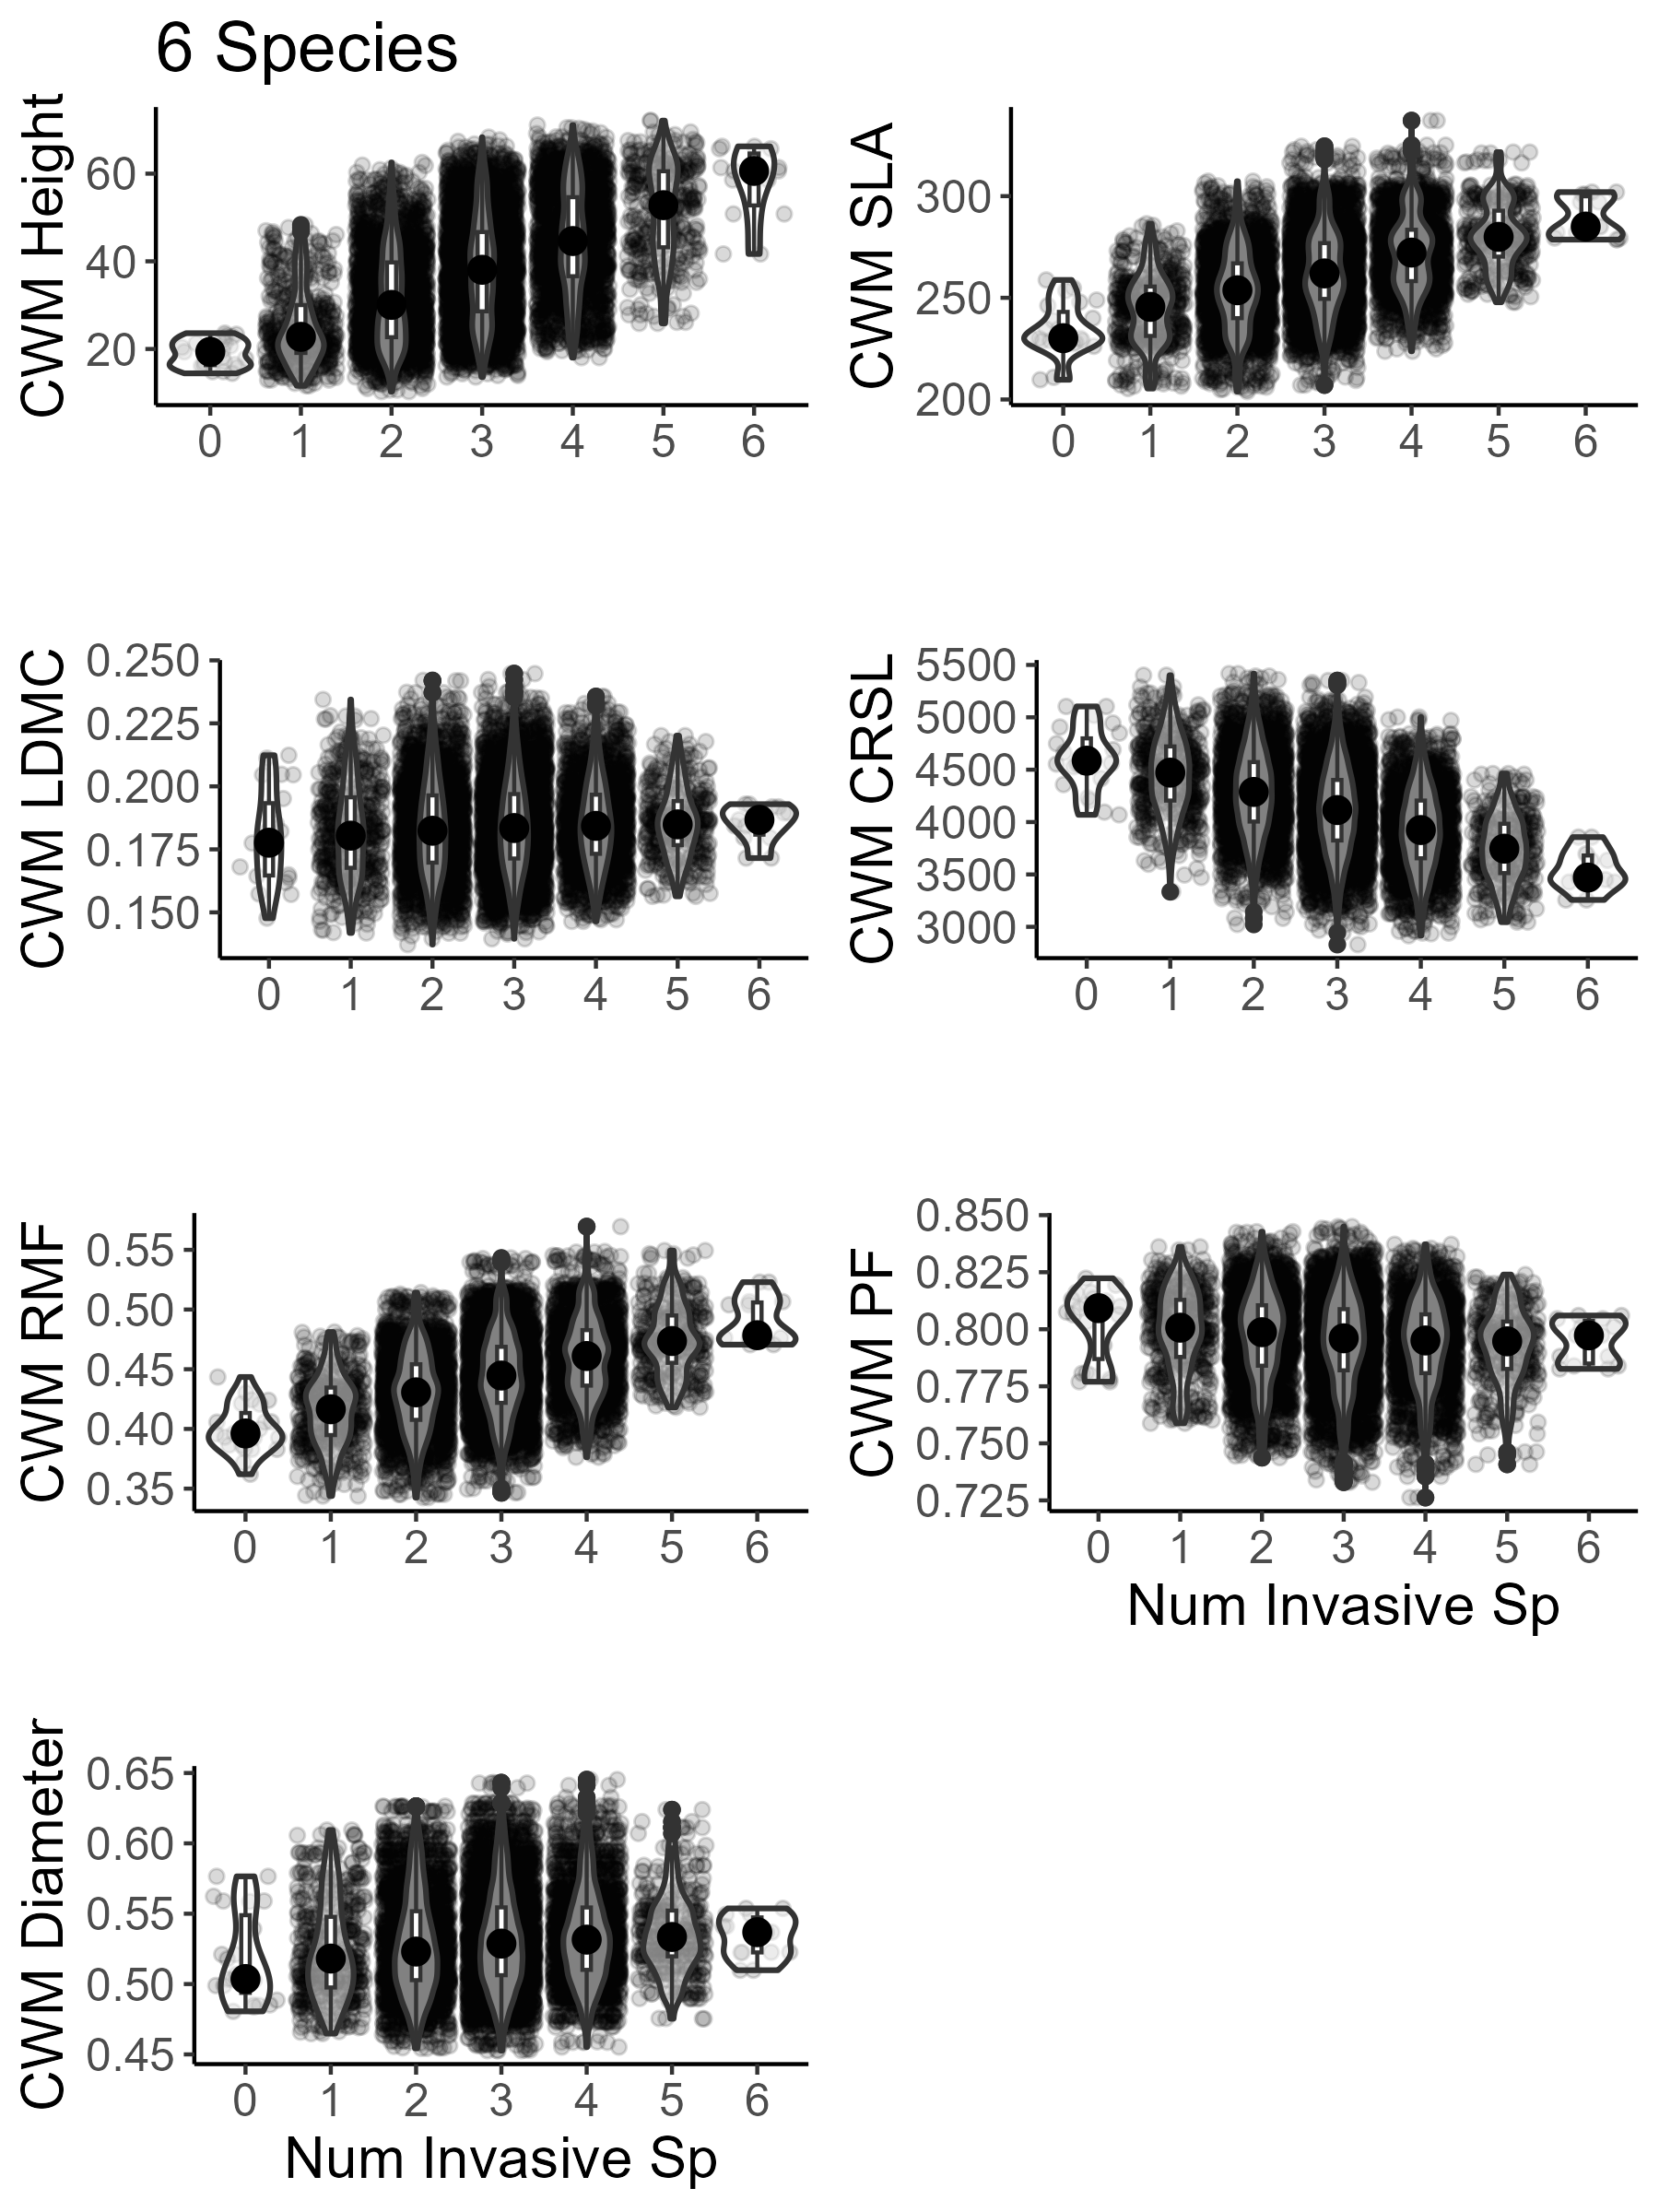 6 Species
CWM Height
60
40
20
0 1 2 3 4 5 6
CWM SLA
300
250
200
0 1 2 3 4 5 6
CWM LDMC
0.250
0.225
0.200
0.175
0.150
0 1 2 3 4 5 6
CWM CRSL
5500
5000
4500
4000
3500
3000
0 1 2 3 4 5 6
CWM RMF
0.55
0.50
0.45
0.40
0.35
0 1 2 3 4 5 6
CWM PF
0.850
0.825
0.800
0.775
0.750
0.725
0 1 2 3 4 5 6
Num Invasive Sp
CWM Diameter
0.65
0.60
0.55
0.50
0.45
0 1 2 3 4 5 6
Num Invasive Sp